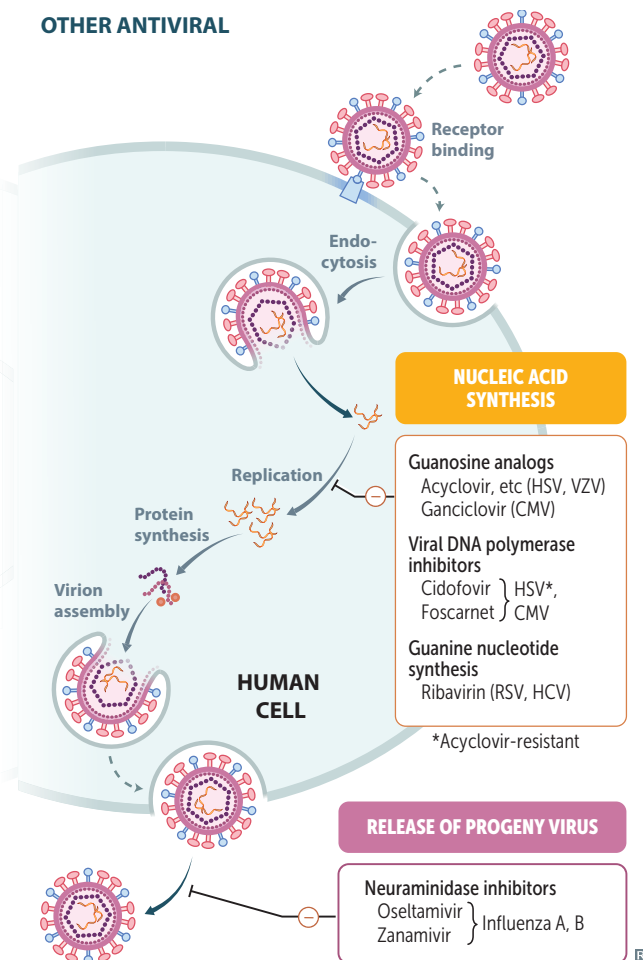 OTHER ANTIVIRAL
Receptor
binding
Endo-
cytosis
NUCLEIC ACID
SYNTHESIS
Guanosine analogs
Acyclovir, etc (HSV, VZV)
Ganciclovir (CMV)
Viral DNA polymerase
inhibitors
Cidofovir
Foscarnet
HSV*,
CMV
Guanine nucleotide
synthesis
Ribavirin (RSV, HCV)
*Acyclovir-resistant
Replication
Protein
synthesis
Virion
assembly
HUMAN
CELL
RELEASE OF PROGENY VIRUS
Neuraminidase inhibitors
Oseltamivir
Zanamivir
Influenza A, B